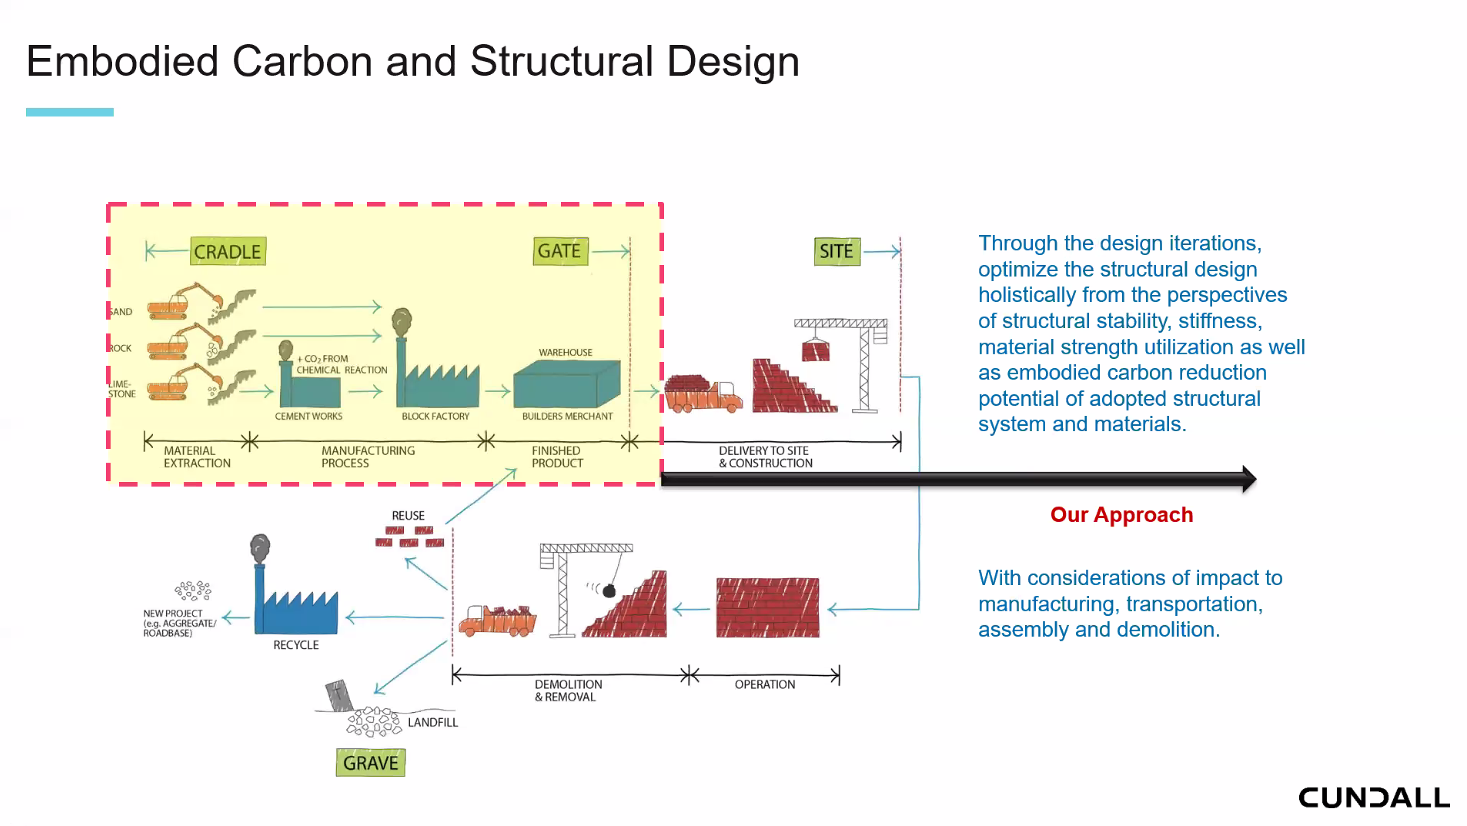 Embodied Carbon and Structural Design
CRADLE
GATE
SITE
SAND
ROCK
LIME-
STONE
+ CO₂ FROM
CHEMICAL REACTION
CEMENT WORKS
BLOCK FACTORY
WAREHOUSE
BUILDERS MERCHANT
MATERIAL
EXTRACTION
MANUFACTURING
PROCESS
FINISHED
PRODUCT
DELIVERY TO SITE
& CONSTRUCTION
Through the design iterations,
optimize the structural design
holistically from the perspectives
of structural stability, stiffness,
material strength utilization as well
as embodied carbon reduction
potential of adopted structural
system and materials.
Our Approach
With considerations of impact to
manufacturing, transportation,
assembly and demolition.
REUSE
NEW PROJECT
(e.g. AGGREGATE/
ROADBASE)
RECYCLE
DEMOLITION
& REMOVAL
OPERATION
LANDFILL
GRAVE
CUNDALL